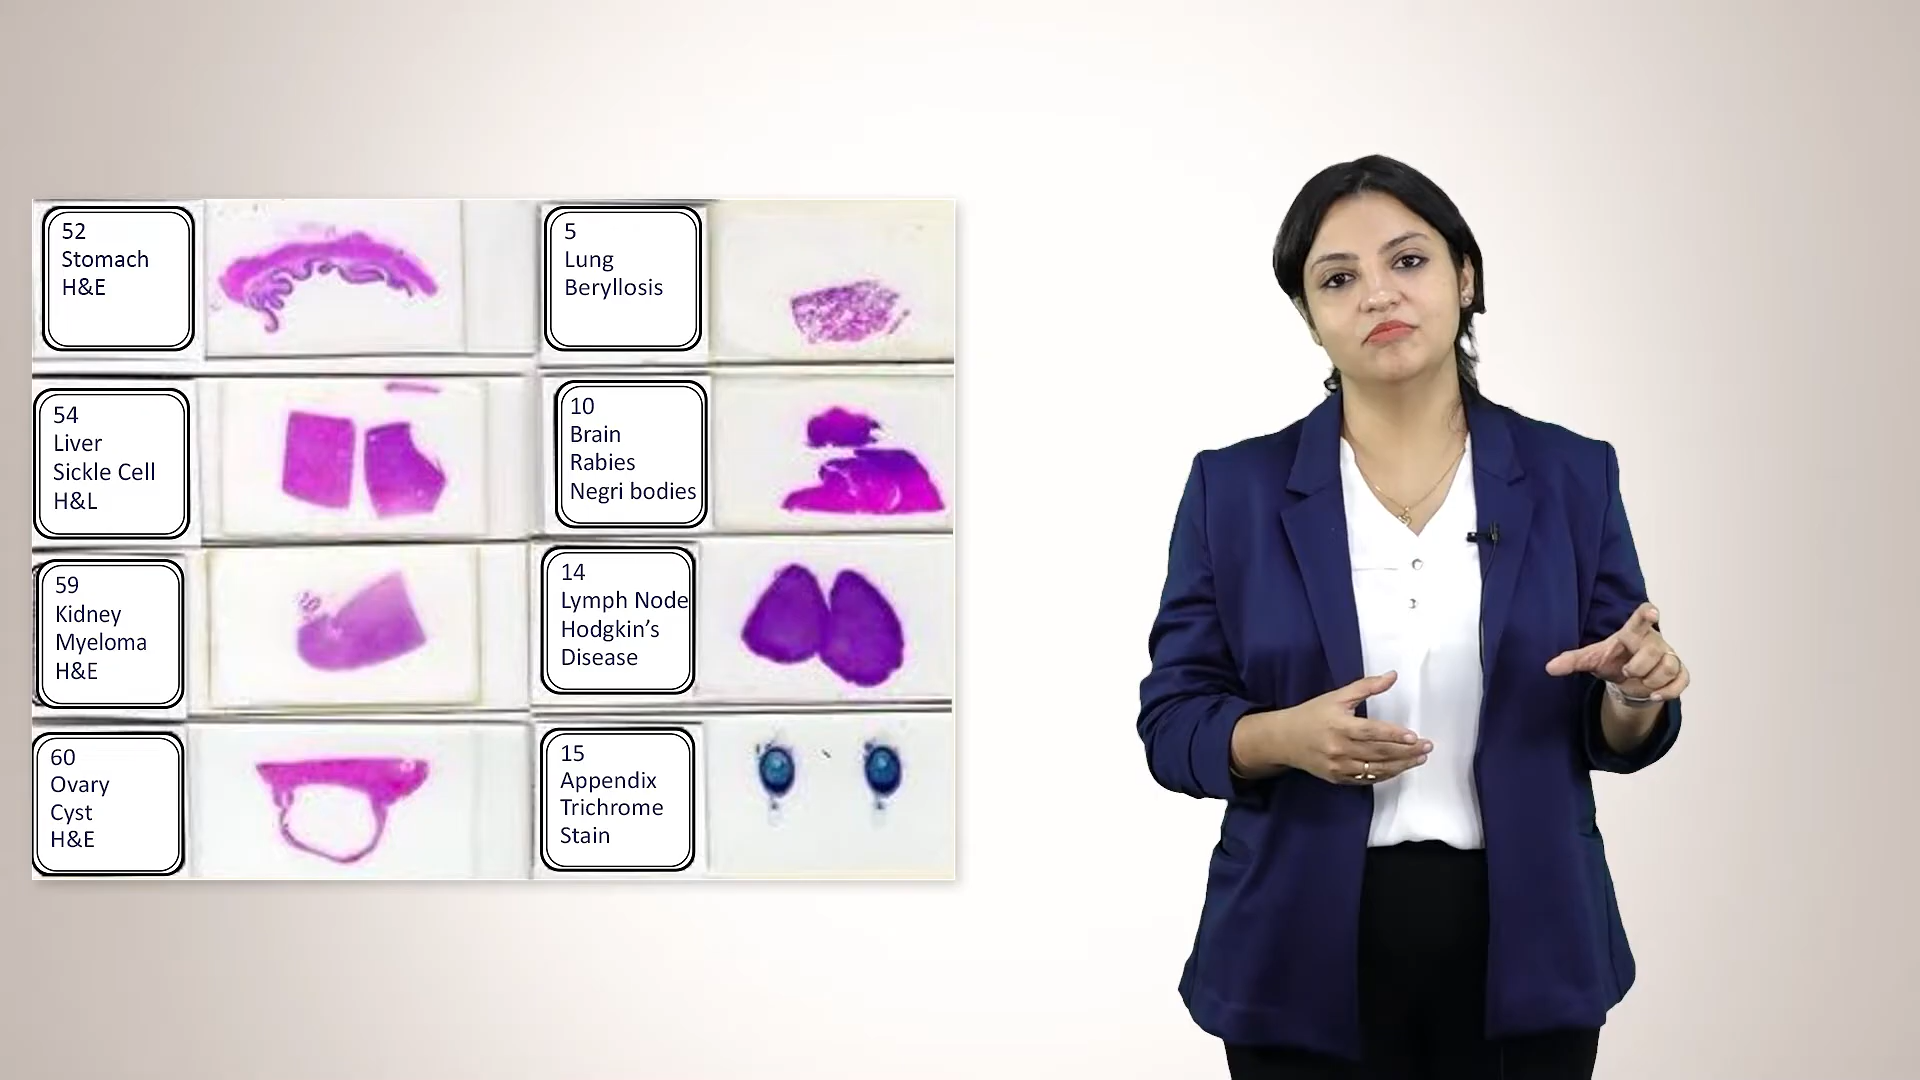 52
Stomach
H&E
5
Lung
Beryllosis
54
Liver
Sickle Cell
H&L
10
Brain
Rabies
Negri bodies
59
Kidney
Myeloma
H&E
14
Lymph Node
Hodgkin’s
Disease
60
Ovary
Cyst
H&E
15
Appendix
Trichrome
Stain